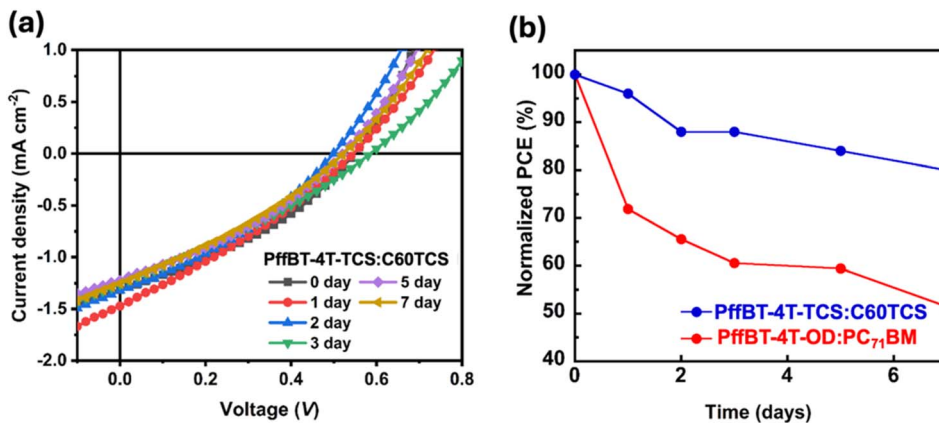 (a)
Current density (mA cm⁻²)
1.0
0.5
0.0
-0.5
-1.0
-1.5
-2.0
PffBT-4T-TCS:C60TCS
0 day 5 day
1 day 7 day
2 day
3 day
0.0 0.2 0.4 0.6 0.8
Voltage (V)
(b)
Normalized PCE (%)
100
90
80
70
60
50
40
PffBT-4T-TCS:C60TCS
PffBT-4T-OD:PC₇₁BM
0 2 4 6
Time (days)